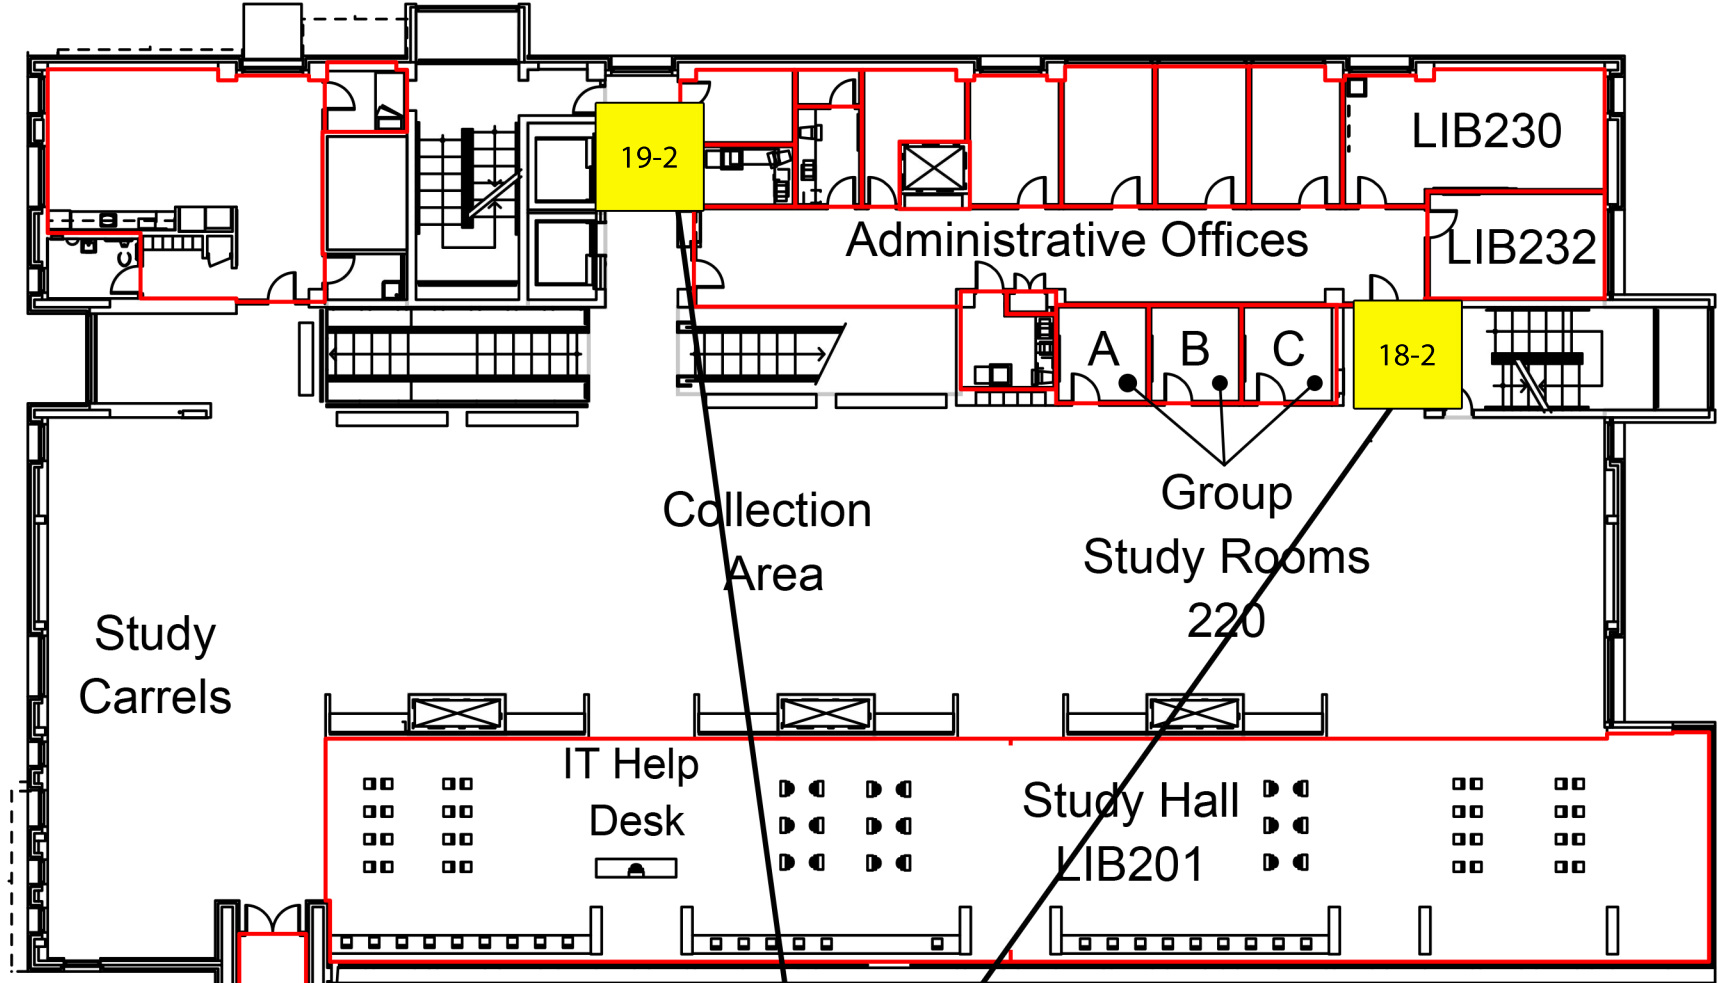 19-2
LIB230
Administrative Offices
LIB232
A
B
C
18-2
Group
Study Rooms
220
Collection
Area
Study
Carrels
IT Help
Desk
Study Hall
LIB201